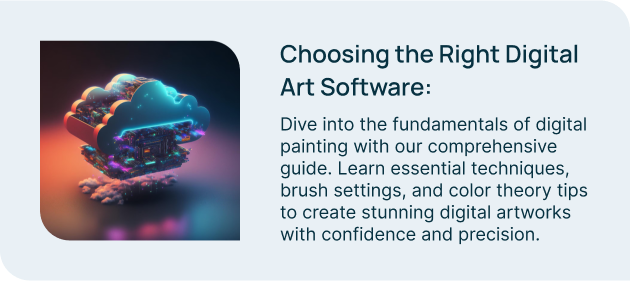 Choosing the Right Digital
Art Software:
Dive into the fundamentals of digital
painting with our comprehensive
guide. Learn essential techniques,
brush settings, and color theory tips
to create stunning digital artworks
with confidence and precision.